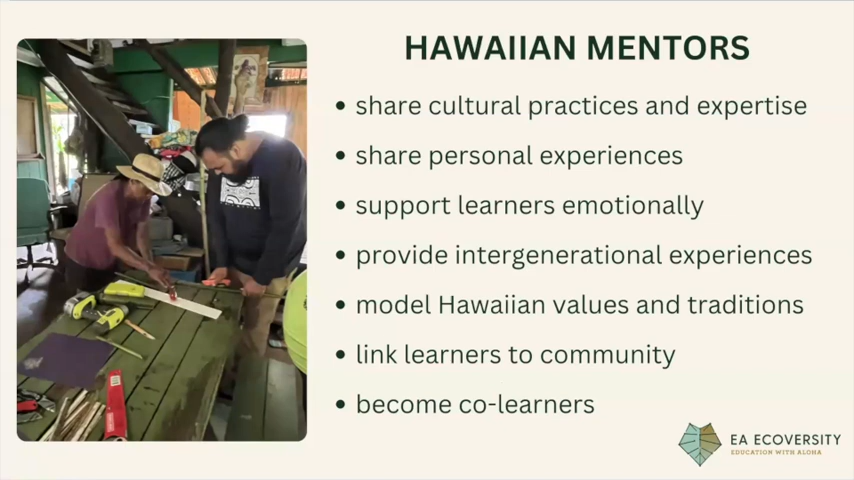 HAWAIIAN MENTORS
• share cultural practices and expertise
• share personal experiences
• support learners emotionally
• provide intergenerational experiences
• model Hawaiian values and traditions
• link learners to community
• become co-learners
EA ECOVERSITY
EDUCATION WITH ALOHA